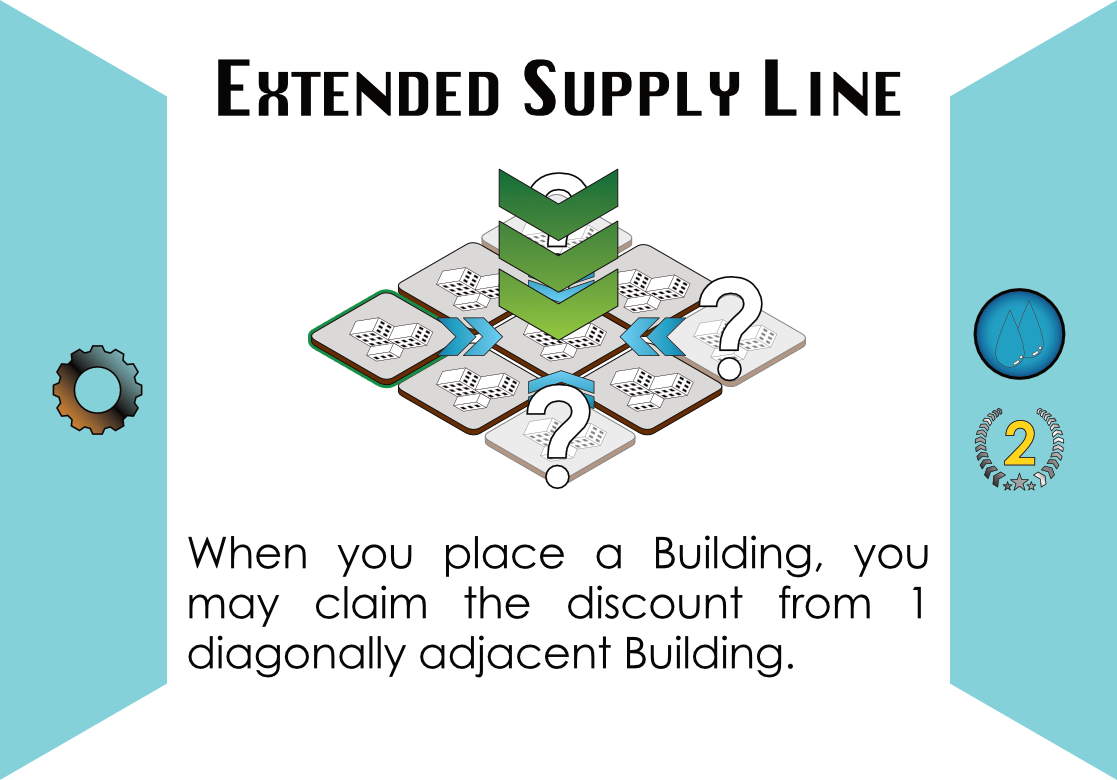 EXTENDED SUPPLY LINE
?
?
?
2
When you place a Building, you
may claim the discount from 1
diagonally adjacent Building.